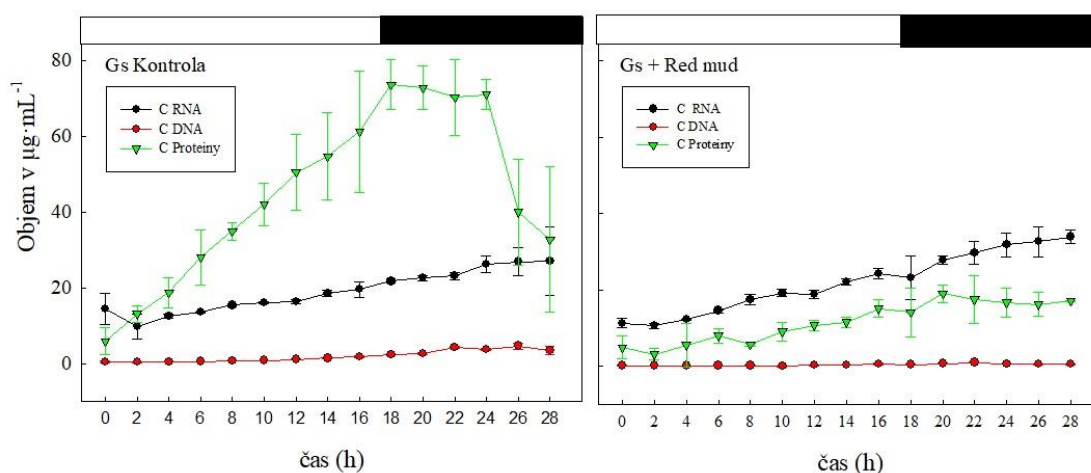 Gs Kontrola
C RNA
C DNA
C Proteiny
Objem v µg·mL⁻¹
80
60
40
20
0
0 2 4 6 8 10 12 14 16 18 20 22 24 26 28
čas (h)
Gs + Red mud
C RNA
C DNA
C Proteiny
0 2 4 6 8 10 12 14 16 18 20 22 24 26 28
čas (h)